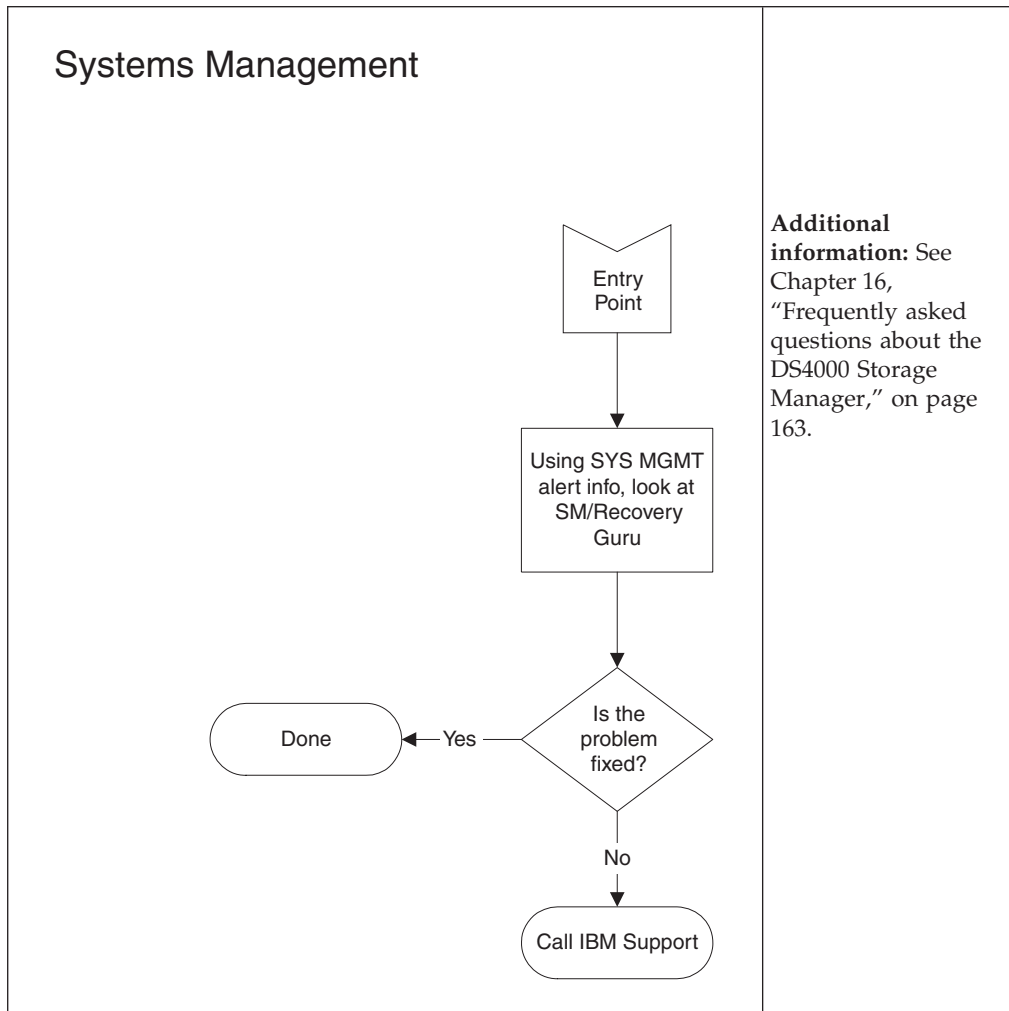 Systems Management
Entry
Point
Using SYS MGMT
alert info, look at
SM/Recovery
Guru
Is the
problem
fixed?
Yes
Done
No
Call IBM Support
Additional
information: See
Chapter 16,
“Frequently asked
questions about the
DS4000 Storage
Manager,” on page
163.